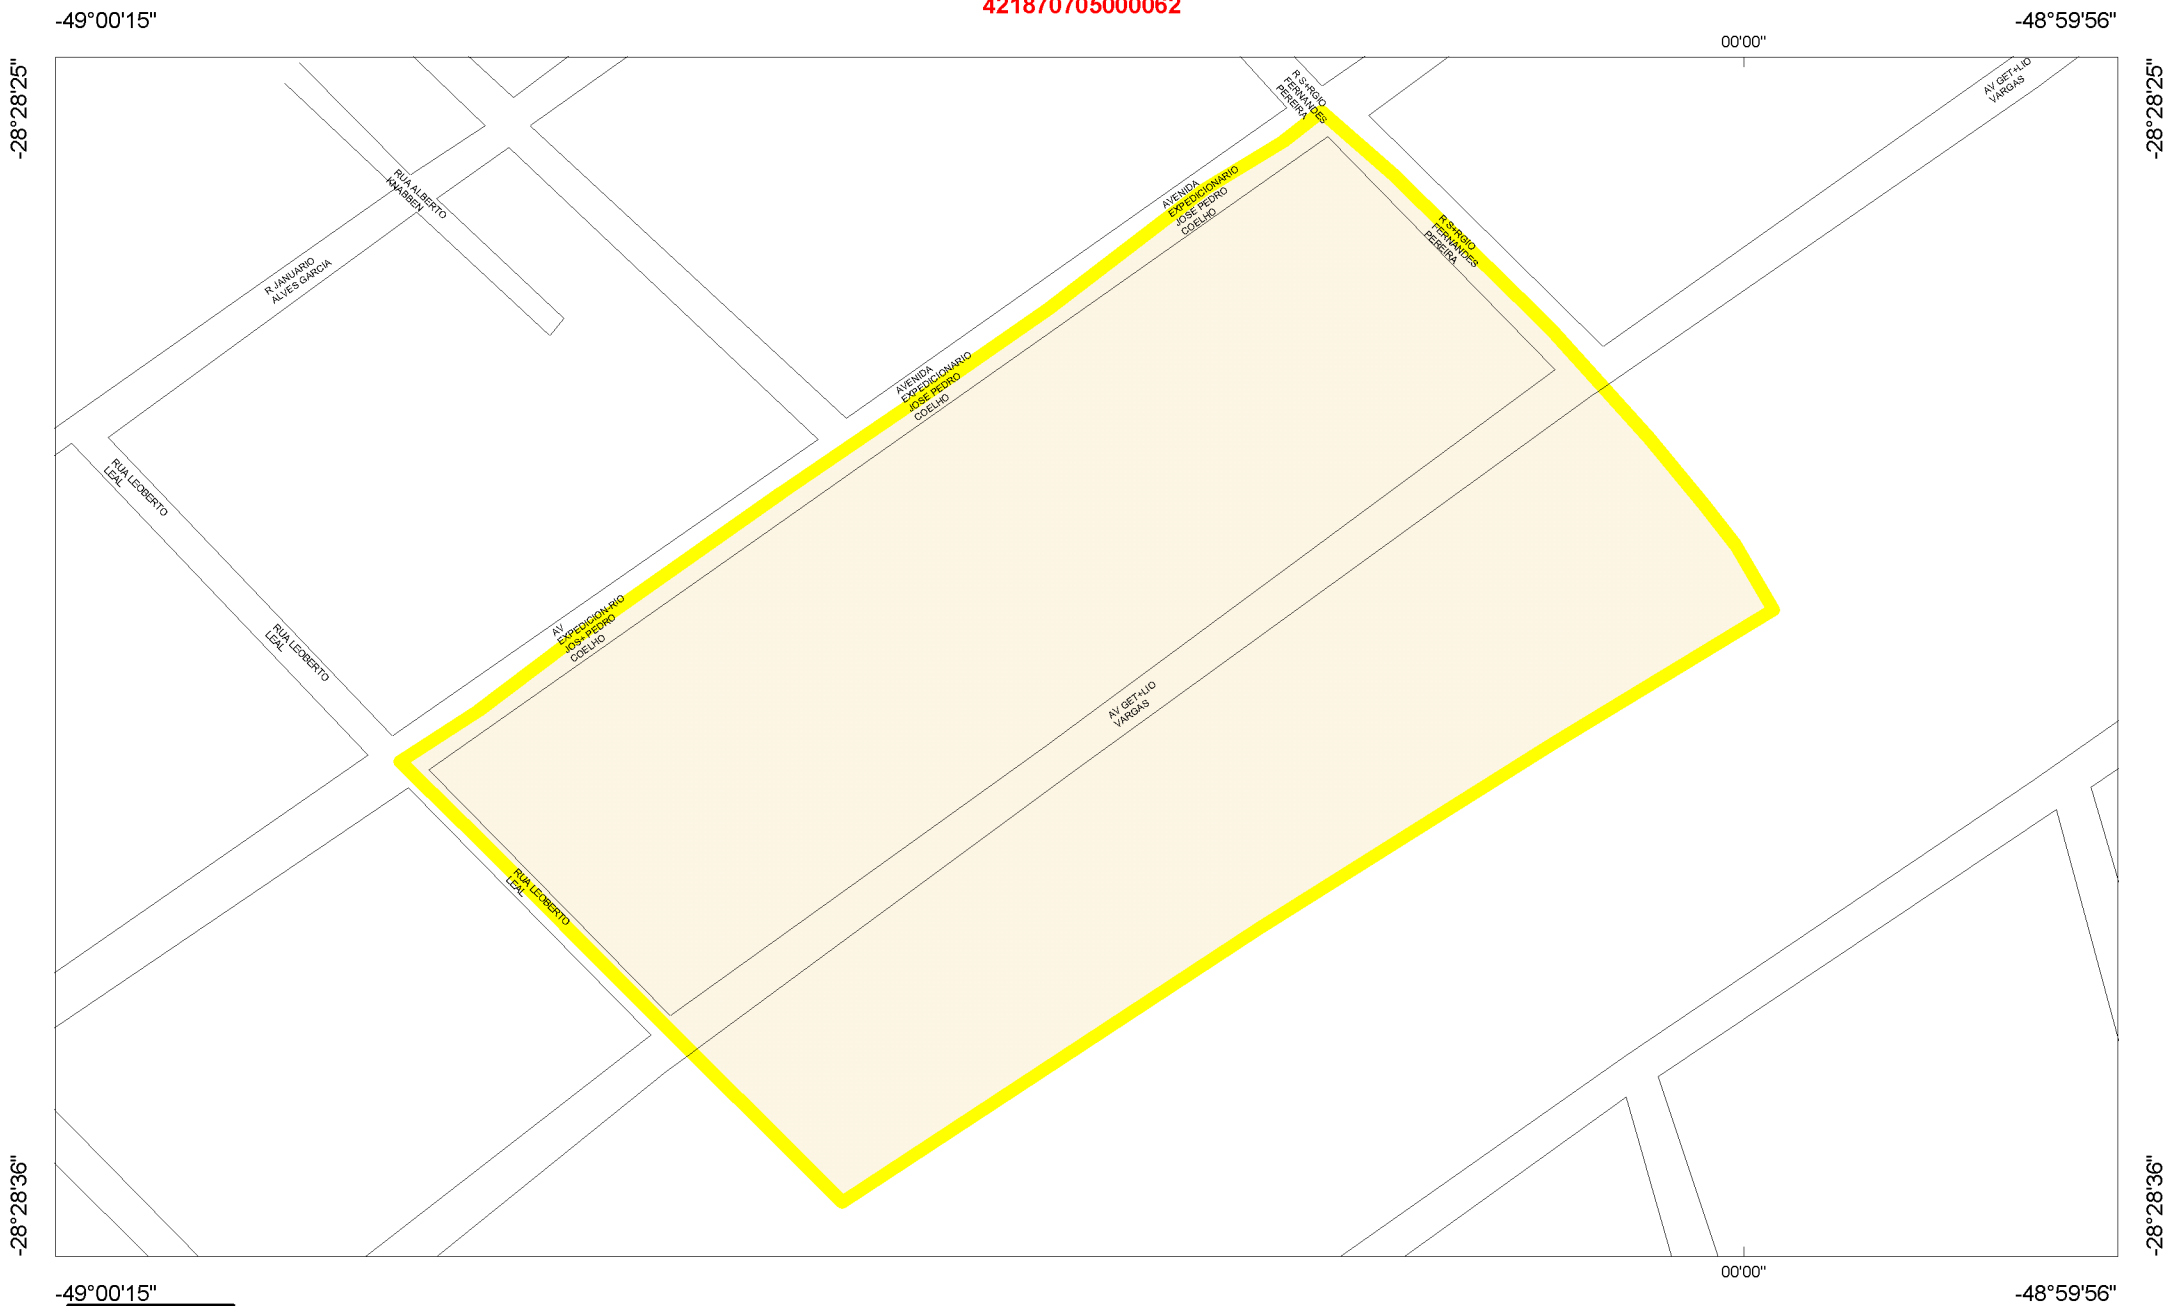 421870705000062
-49°00'15"
-48°59'56"
00'00"
-28°28'25"
-28°28'25"
R S+RGIO
FERNANDES
PEREIRA
AV GET+LIO
VARGAS
RUA ALBERTO
KNABBEN
AVENIDA
EXPEDICIONARIO
JOSE PEDRO
COELHO
R S+RGIO
FERNANDES
PEREIRA
R JANUARIO
ALVES GARCIA
AVENIDA
EXPEDICIONARIO
JOSE PEDRO
COELHO
RUA LEOBERTO
LEAL
AV
EXPEDICION-RIO
JOS+ PEDRO
COELHO
RUA LEOBERTO
LEAL
AV GET+LIO
VARGAS
RUA LEOBERTO
LEAL
-28°28'36"
-28°28'36"
00'00"
-49°00'15"
-48°59'56"